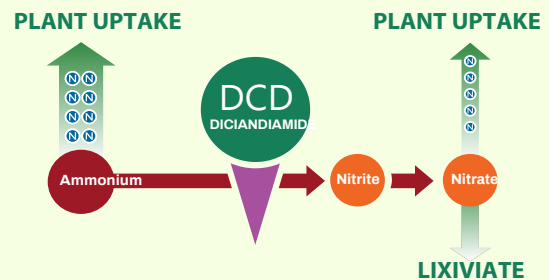 PLANT UPTAKE
PLANT UPTAKE
N N
N N
N N
N N
N
N
N
N
N
DCD
DICIANDIAMIDE
Ammonium
Nitrite
Nitrate
LIXIVIATE